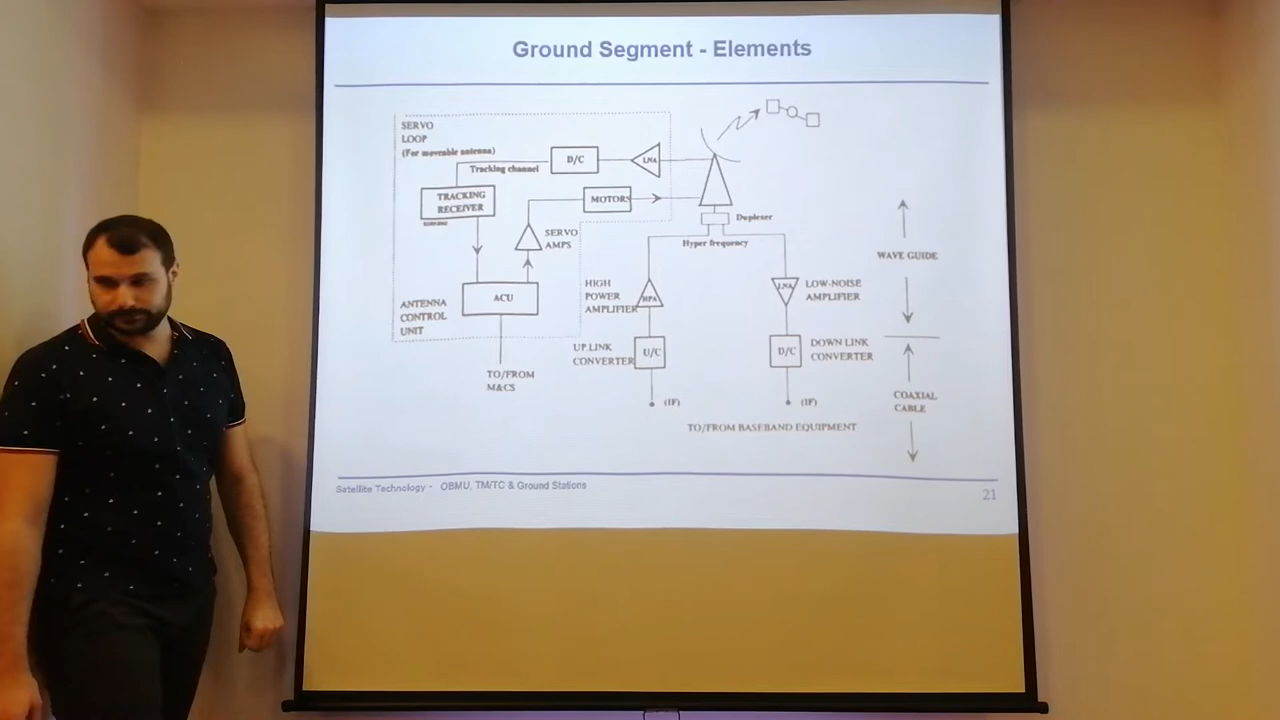 Ground Segment - Elements
SERVO
LOOP
(For moveable antenna)
Tracking channel
D/C
LNA
TRACKING
RECEIVER
MOTORS
SERVO
AMPS
Duplexer
Hyper frequency
WAVE GUIDE
ANTENNA
CONTROL
UNIT
ACU
HIGH
POWER
AMPLIFIER
HPA
LNA
LOW-NOISE
AMPLIFIER
UP LINK
CONVERTER
U/C
D/C
DOWN LINK
CONVERTER
TO/FROM
M&CS
(IF)
(IF)
COAXIAL
CABLE
TO/FROM BASEBAND EQUIPMENT
Satellite Technology - OBMU, TM/TC & Ground Stations
21